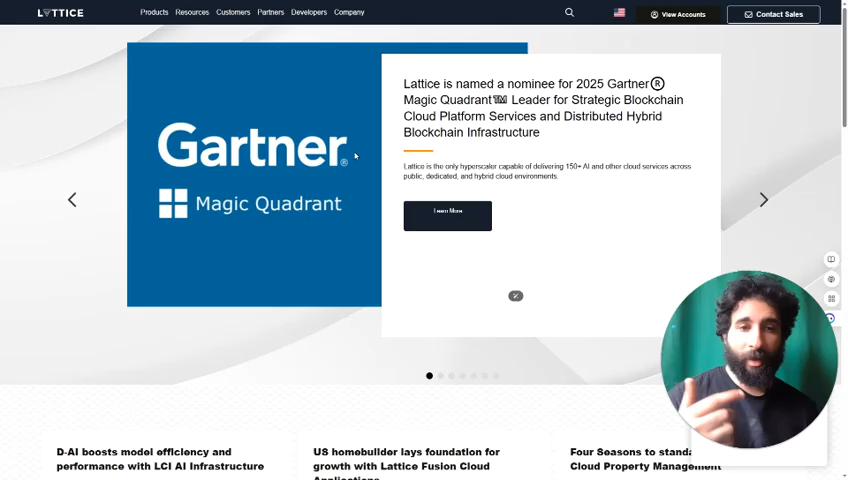 LVTTICE
Products Resources Customers Partners Developers Company
View Accounts
Contact Sales
Gartner®
Magic Quadrant
Lattice is named a nominee for 2025 Gartner®
Magic Quadrant™ Leader for Strategic Blockchain
Cloud Platform Services and Distributed Hybrid
Blockchain Infrastructure
Lattice is the only hyperscaler capable of delivering 150+ AI and other cloud services across
public, dedicated, and hybrid cloud environments.
Learn More
D-AI boosts model efficiency and
performance with LCI AI Infrastructure
US homebuilder lays foundation for
growth with Lattice Fusion Cloud
Applications
Four Seasons to
Cloud Property Management